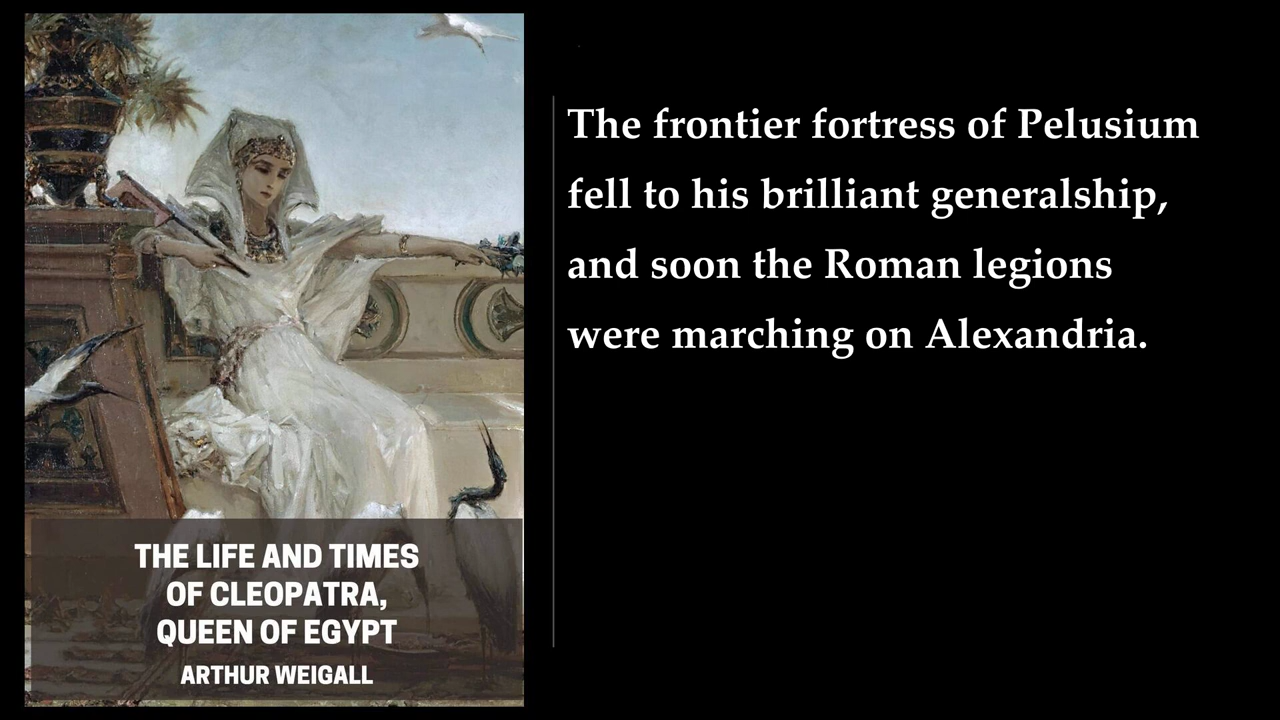 The frontier fortress of Pelusium
fell to his brilliant generalship,
and soon the Roman legions
were marching on Alexandria.
THE LIFE AND TIMES
OF CLEOPATRA,
QUEEN OF EGYPT
ARTHUR WEIGALL